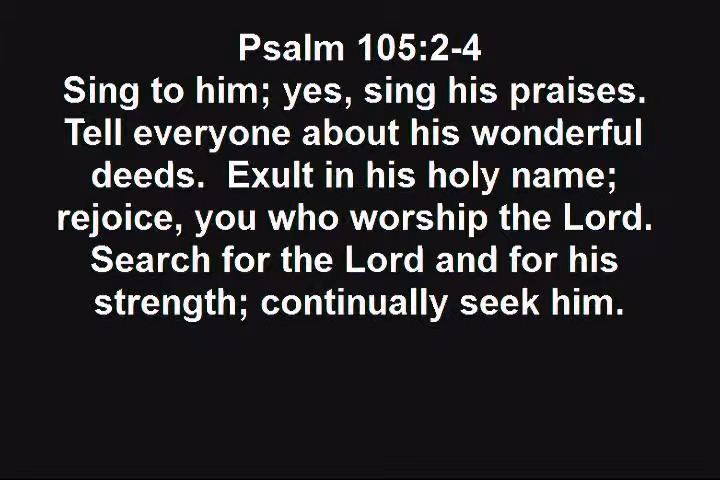 Psalm 105:2-4
Sing to him; yes, sing his praises.
Tell everyone about his wonderful
deeds.  Exult in his holy name;
rejoice, you who worship the Lord.
Search for the Lord and for his
strength; continually seek him.